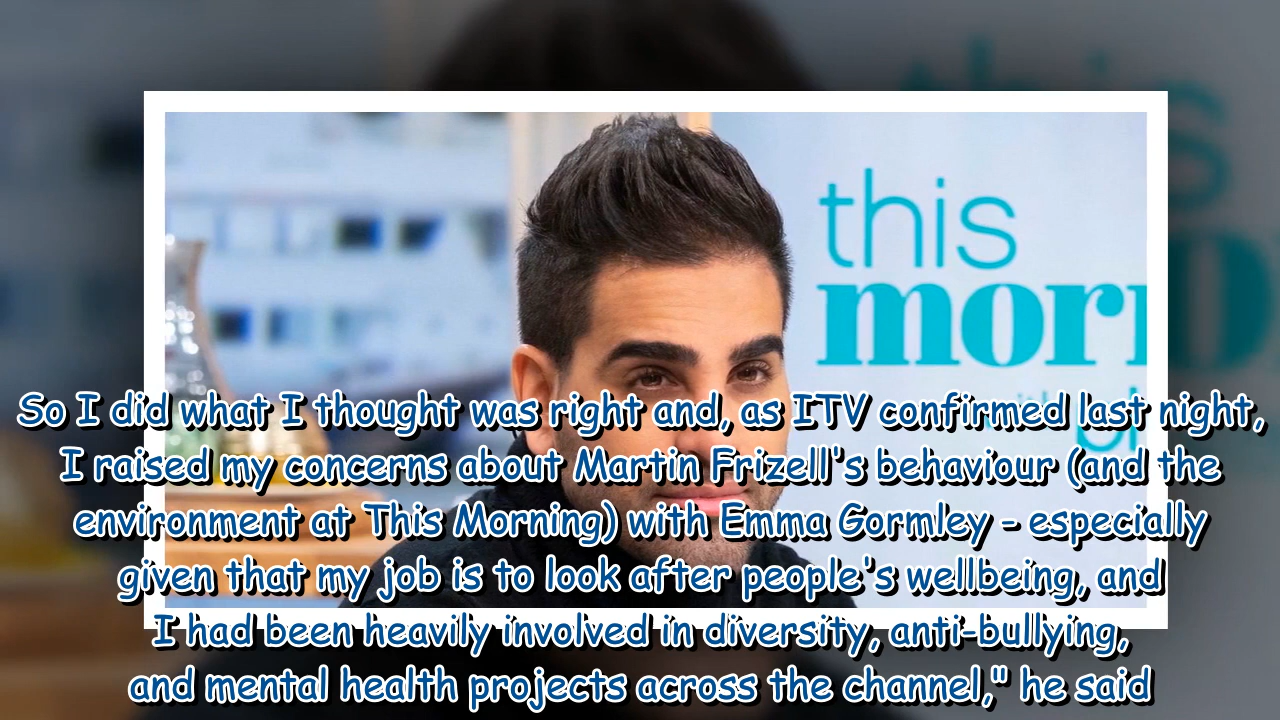 this
morn
So I did what I thought was right and, as ITV confirmed last night,
I raised my concerns about Martin Frizell's behaviour (and the
environment at This Morning) with Emma Gormley - especially
given that my job is to look after people's wellbeing, and
I had been heavily involved in diversity, anti-bullying,
and mental health projects across the channel," he said